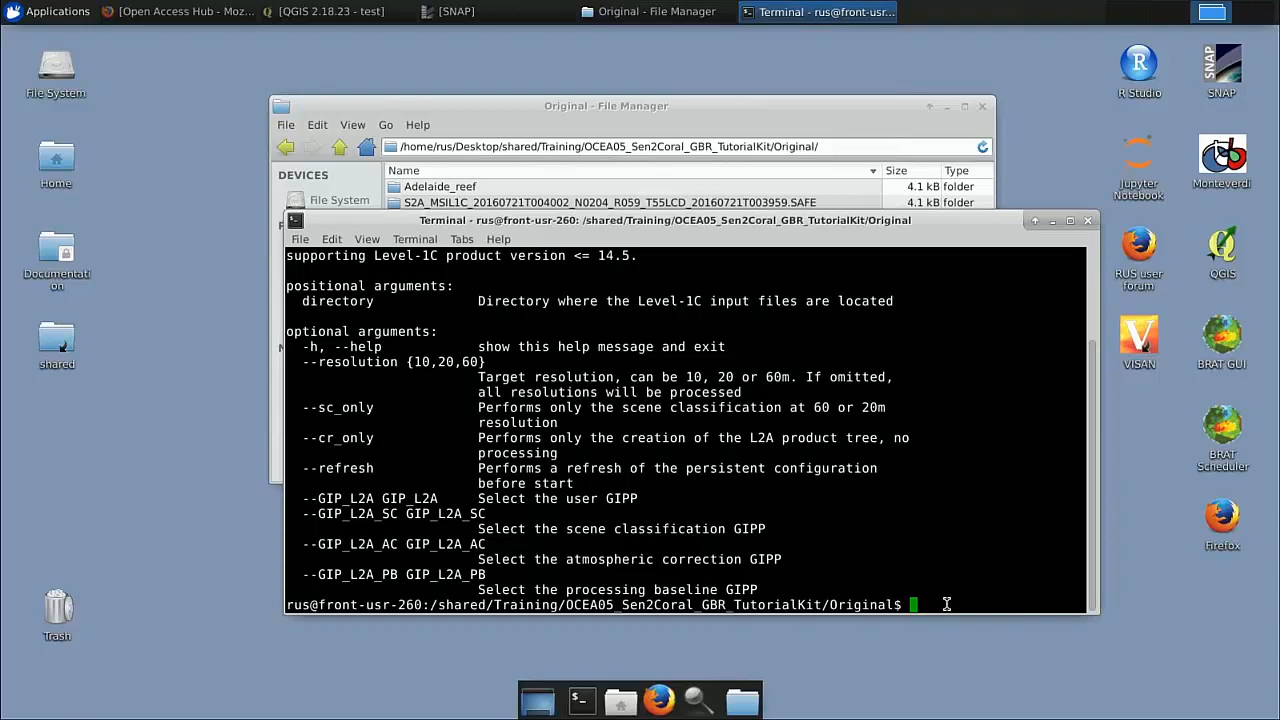 Applications
[Open Access Hub - Moz...
[QGIS 2.18.23 - test]
[SNAP]
Original - File Manager
Terminal - rus@front-usr...
File System
Home
Documentati
on
shared
Trash
R Studio
SNAP
SNAP
Jupyter
Notebook
Monteverdi
RUS user
forum
QGIS
VISAN
BRAT GUI
BRAT
Scheduler
Firefox
Original - File Manager
File Edit View Go Help
/home/rus/Desktop/shared/Training/OCEA05_Sen2Coral_GBR_TutorialKit/Original/
DEVICES
File System
Name Size Type
Adelaide_reef 4.1 kB folder
S2A_MSIL1C_20160721T004002_N0204_R059_T55LCD_20160721T003959.SAFE 4.1 kB folder
Terminal - rus@front-usr-260: /shared/Training/OCEA05_Sen2Coral_GBR_TutorialKit/Original
File Edit View Terminal Tabs Help
supporting Level-1C product version <= 14.5.
positional arguments:
directory Directory where the Level-1C input files are located
optional arguments:
-h, --help show this help message and exit
--resolution {10,20,60}
Target resolution, can be 10, 20 or 60m. If omitted,
all resolutions will be processed
--sc_only Performs only the scene classification at 60 or 20m
resolution
--cr_only Performs only the creation of the L2A product tree, no
processing
--refresh Performs a refresh of the persistent configuration
before start
--GIP_L2A GIP_L2A Select the user GIPP
--GIP_L2A_SC GIP_L2A_SC
Select the scene classification GIPP
--GIP_L2A_AC GIP_L2A_AC
Select the atmospheric correction GIPP
--GIP_L2A_PB GIP_L2A_PB
Select the processing baseline GIPP
rus@front-usr-260:/shared/Training/OCEA05_Sen2Coral_GBR_TutorialKit/Original$